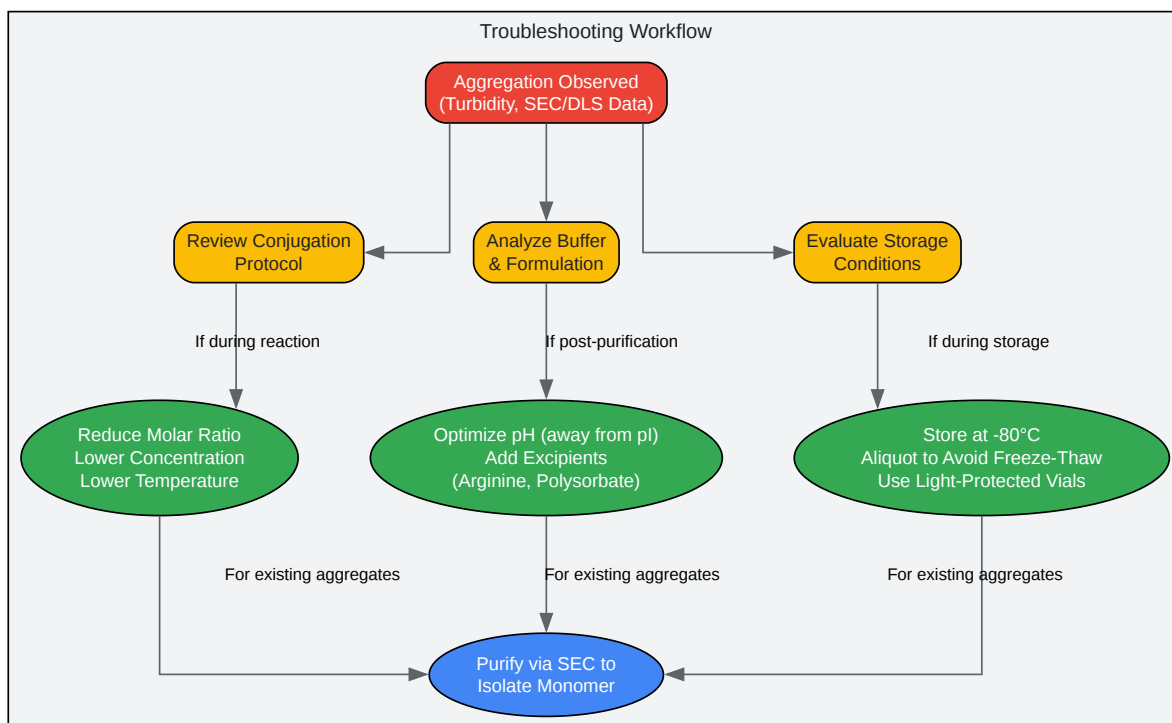 Troubleshooting Workflow
Aggregation Observed
(Turbidity, SEC/DLS Data)
Review Conjugation
Protocol
Analyze Buffer
& Formulation
Evaluate Storage
Conditions
If during reaction
If post-purification
If during storage
Reduce Molar Ratio
Lower Concentration
Lower Temperature
Optimize pH (away from pI)
Add Excipients
(Arginine, Polysorbate)
Store at -80°C
Aliquot to Avoid Freeze-Thaw
Use Light-Protected Vials
For existing aggregates
For existing aggregates
For existing aggregates
Purify via SEC to
Isolate Monomer